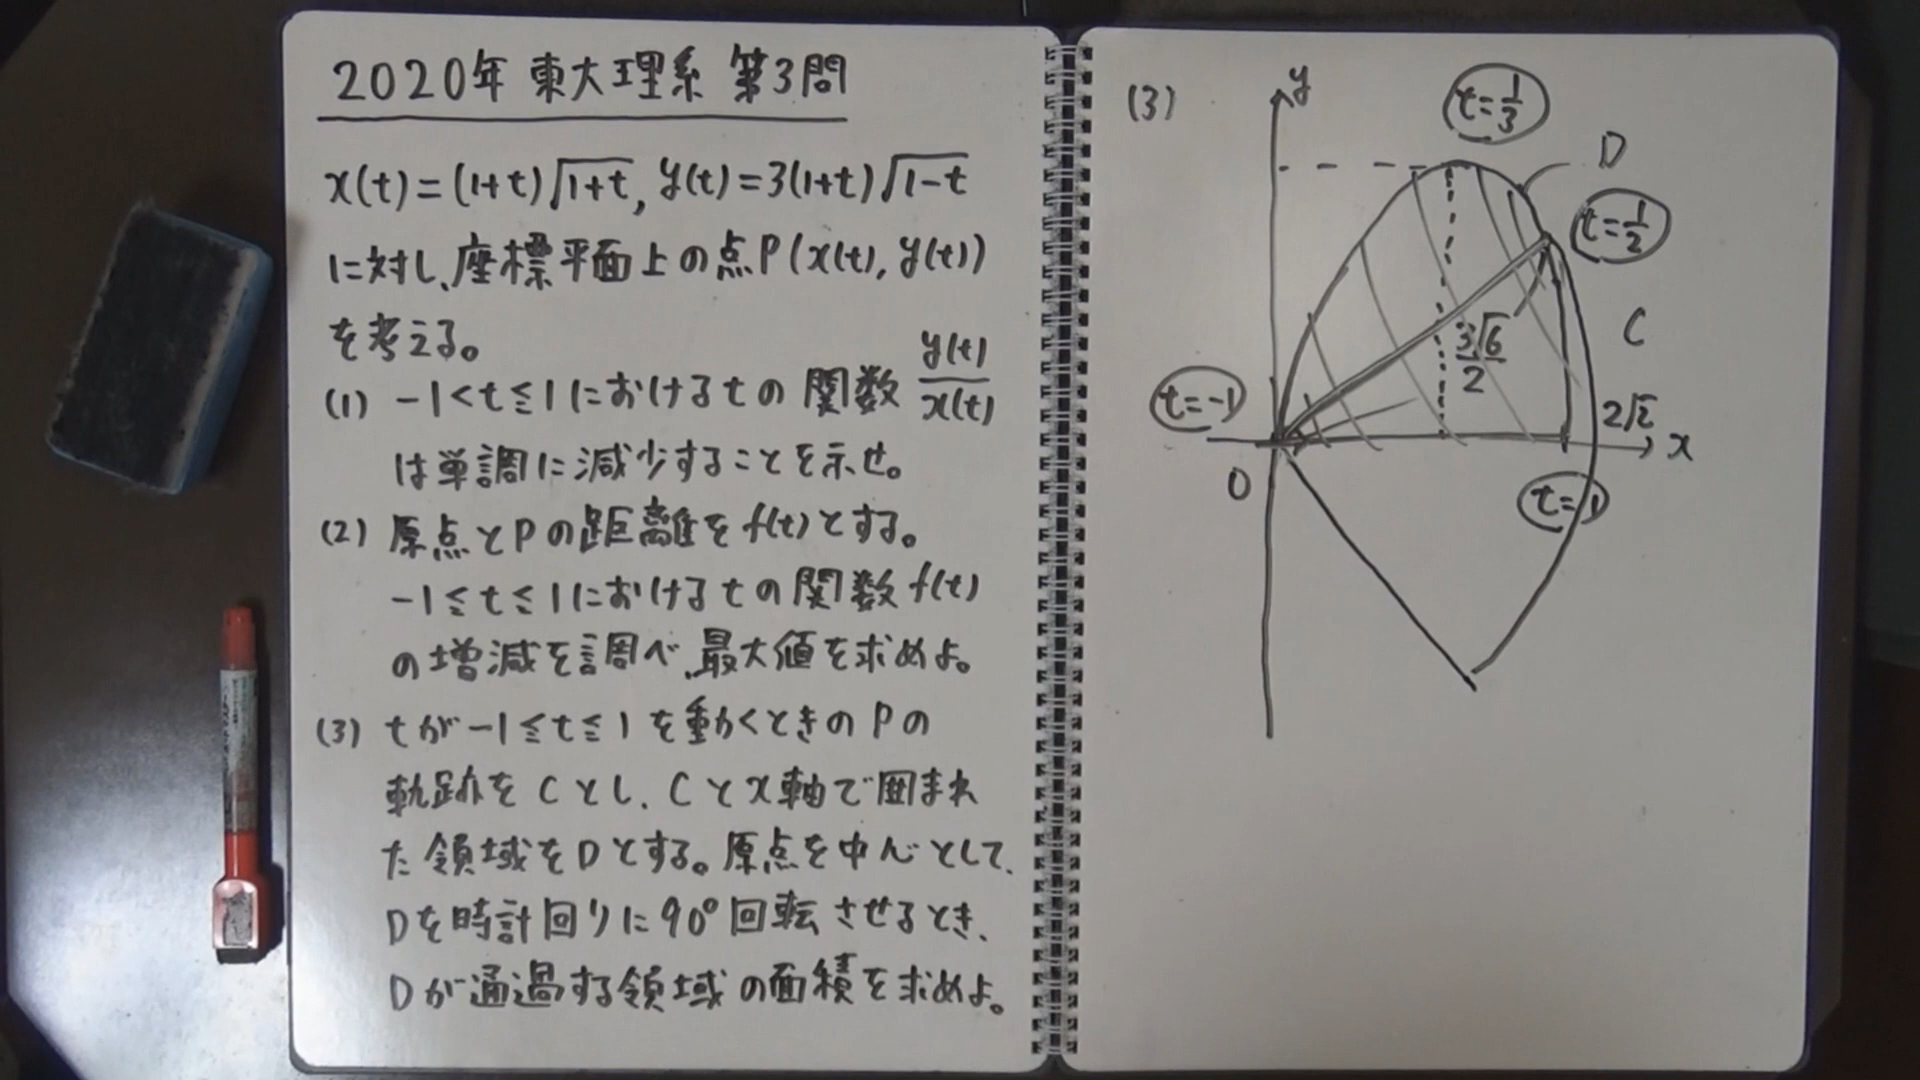 2020年 東大理系 第3問
x(t)=(1+t)√1+t, y(t)=3(1+t)√1-t
に対し、座標平面上の点P(x(t), y(t))
を考える。
(1) -1<t≦1におけるtの関数 y(t)/x(t)
は単調に減少することを示せ。
(2) 原点とPの距離をf(t)とする。
-1≦t≦1におけるtの関数f(t)
の増減を調べ、最大値を求めよ。
(3) tが-1≦t≦1を動くときのPの
軌跡をCとし、Cとx軸で囲まれ
た領域をDとする。原点を中心として、
Dを時計回りに90°回転させるとき、
Dが通過する領域の面積を求めよ。
(3)
y
t=1/3
D
t=1/2
C
3√6/2
t=-1
2√2
x
O
t=1